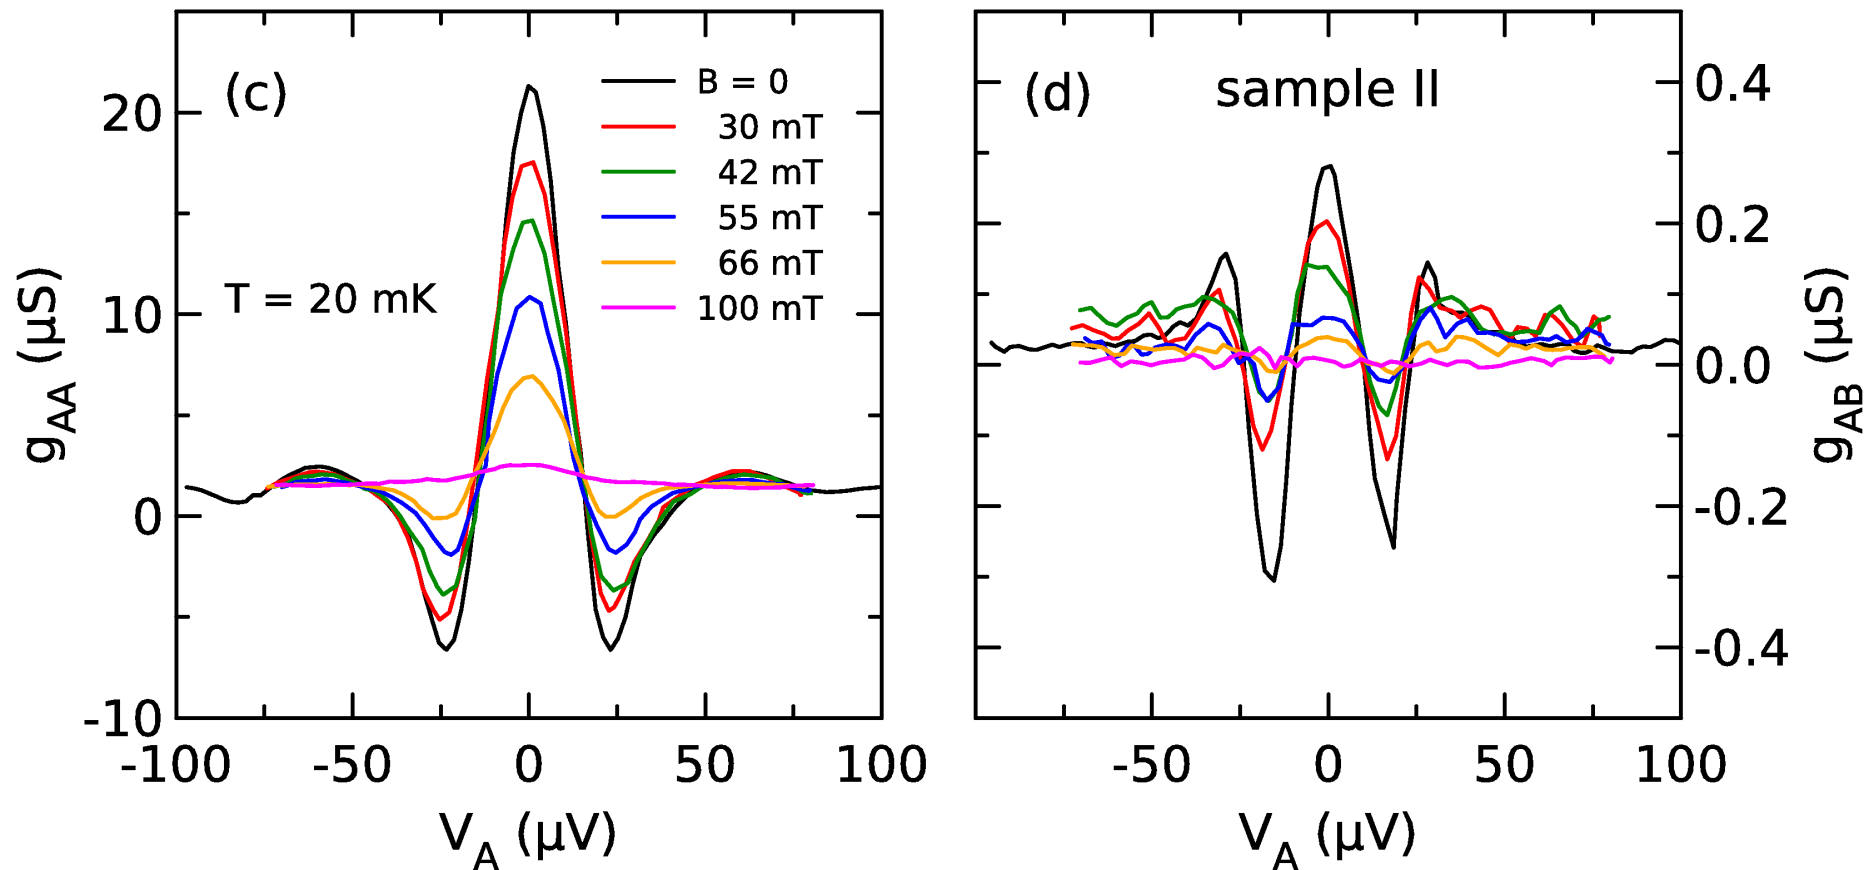 (c)
B = 0
30 mT
42 mT
55 mT
66 mT
100 mT
T = 20 mK
20
10
0
-10
-100
-50
0
50
100
g_AA (μS)
V_A (μV)
(d)
sample II
0.4
0.2
0.0
-0.2
-0.4
-50
0
50
100
g_AB (μS)
V_A (μV)